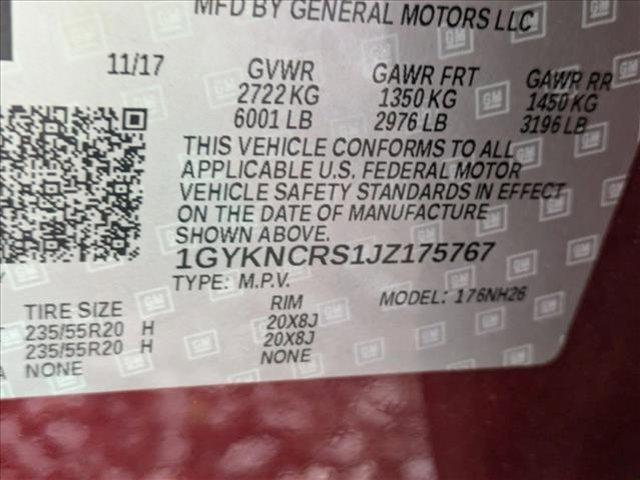 MFD BY GENERAL MOTORS LLC
11/17 GVWR GAWR FRT GAWR RR
2722 KG 1350 KG 1450 KG
6001 LB 2976 LB 3196 LB
THIS VEHICLE CONFORMS TO ALL
APPLICABLE U.S. FEDERAL MOTOR
VEHICLE SAFETY STANDARDS IN EFFECT
ON THE DATE OF MANUFACTURE
SHOWN ABOVE.
1GYKNCRS1JZ175767
TYPE: M.P.V. MODEL: 176NH26
TIRE SIZE RIM
235/55R20 H 20X8J
235/55R20 H 20X8J
NONE NONE